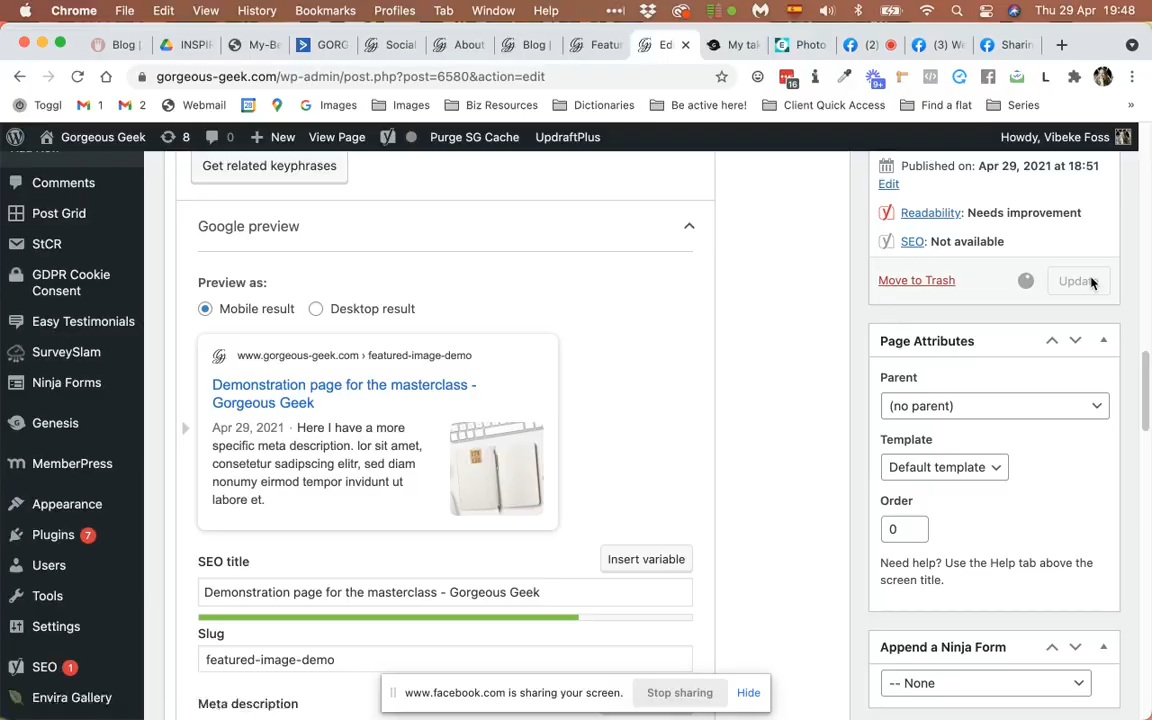 Chrome File Edit View History Bookmarks Profiles Tab Window Help Thu 29 Apr 19:48
Blog | INSPI My-Be GORG Social About Blog | Featur Ed My ta Photo (2) (3) We Sharin
gorgeous-geek.com/wp-admin/post.php?post=6580&action=edit 16 9+ L
Toggl 1 2 Webmail Images Images Biz Resources Dictionaries Be active here! Client Quick Access Find a flat Series »
Gorgeous Geek 8 0 New View Page Purge SG Cache UpdraftPlus Howdy, Vibeke Foss
Comments
Post Grid
StCR
GDPR Cookie
Consent
Easy Testimonials
SurveySlam
Ninja Forms
Genesis
MemberPress
Appearance
Plugins 7
Users
Tools
Settings
SEO 1
Envira Gallery
Get related keyphrases
Google preview
Preview as:
Mobile result Desktop result
www.gorgeous-geek.com › featured-image-demo
Demonstration page for the masterclass -
Gorgeous Geek
Apr 29, 2021 · Here I have a more
specific meta description. lor sit amet,
consetetur sadipscing elitr, sed diam
nonumy eirmod tempor invidunt ut
labore et.
SEO title
Insert variable
Demonstration page for the masterclass - Gorgeous Geek
Slug
featured-image-demo
Meta description
www.facebook.com is sharing your screen. Stop sharing Hide
Published on: Apr 29, 2021 at 18:51
Edit
Readability: Needs improvement
SEO: Not available
Move to Trash Update
Page Attributes
Parent
(no parent)
Template
Default template
Order
0
Need help? Use the Help tab above the
screen title.
Append a Ninja Form
-- None